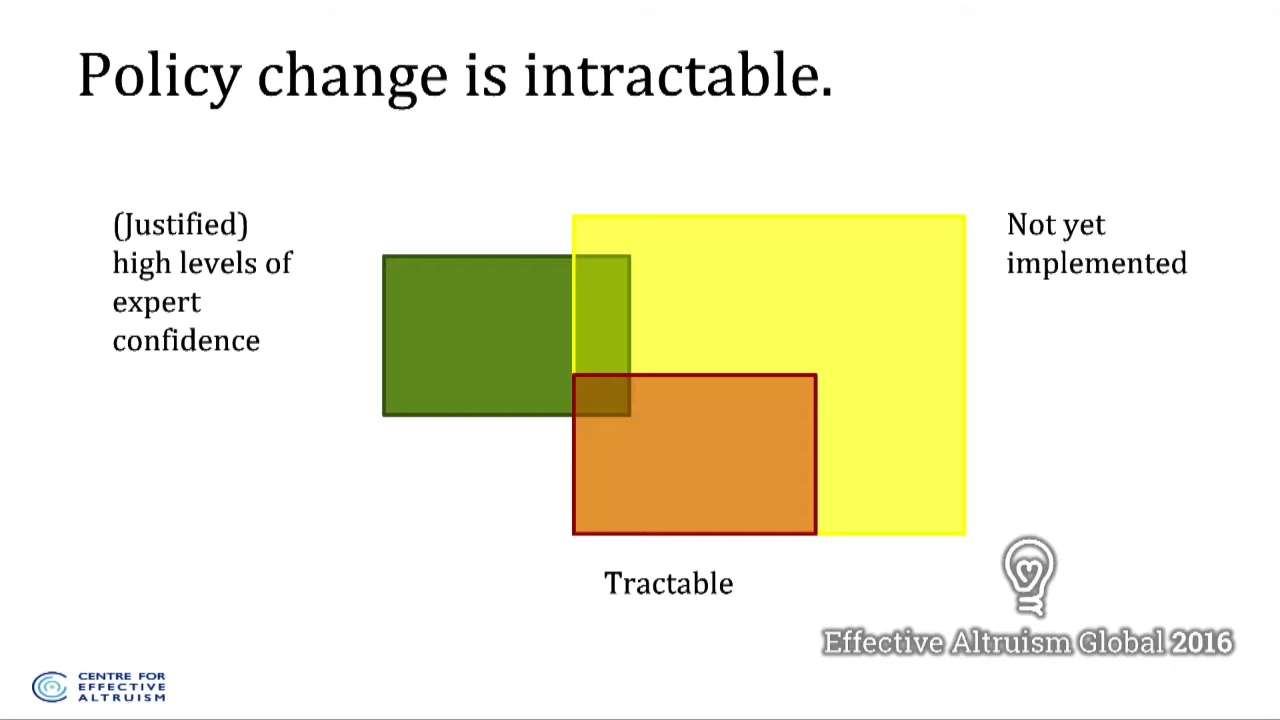 Policy change is intractable.
(Justified)
high levels of
expert
confidence
Not yet
implemented
Tractable
Effective Altruism Global 2016
CENTRE FOR
EFFECTIVE
ALTRUISM